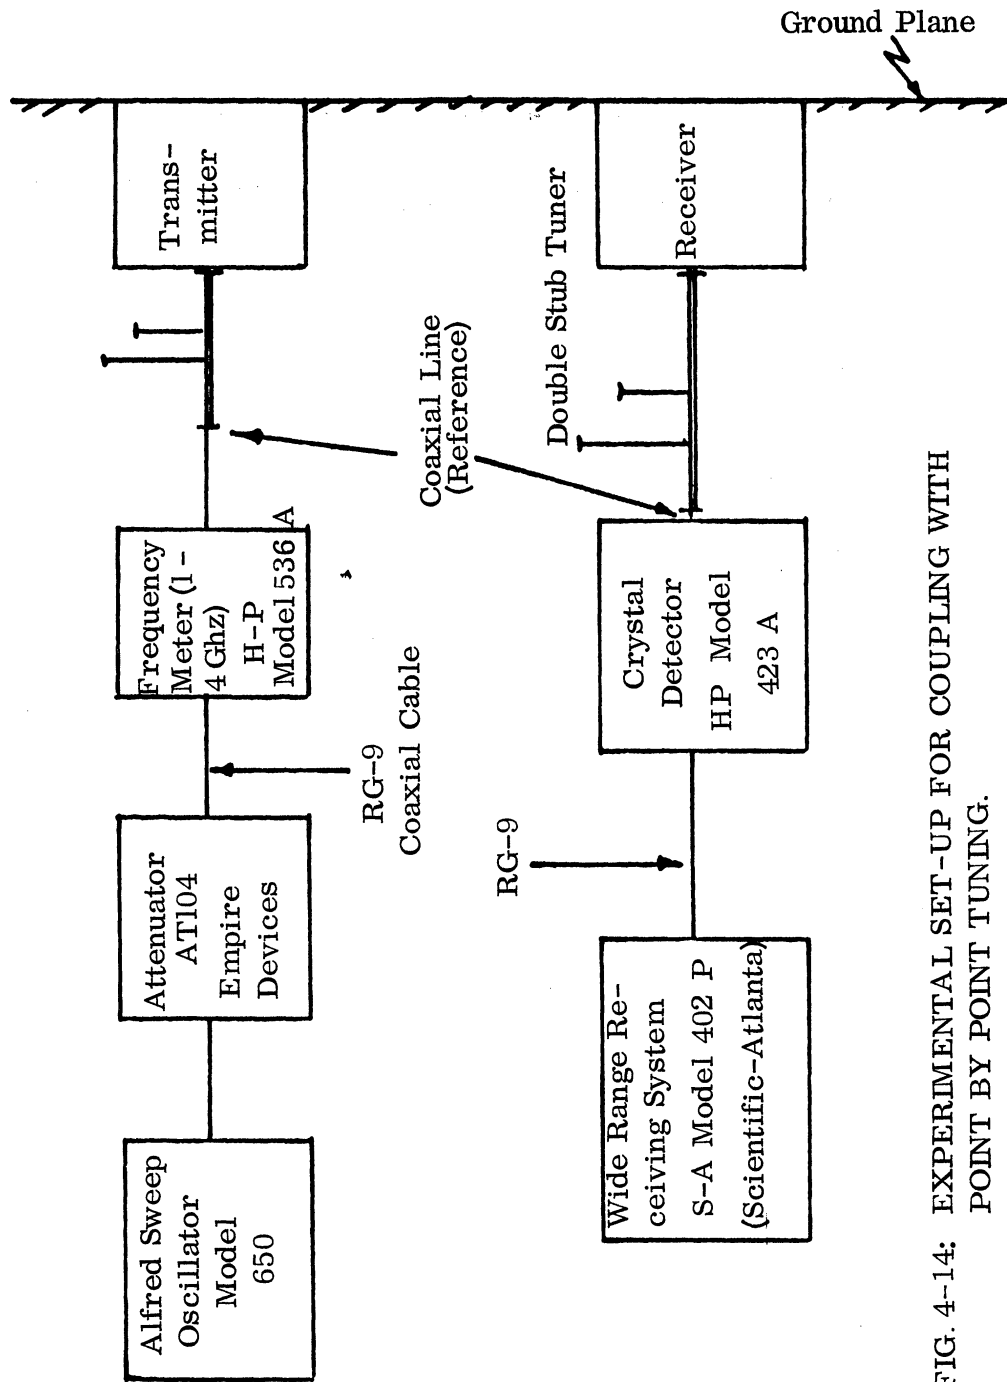 Ground Plane
Trans-
mitter
Frequency
Meter (1 -
4 Ghz)
H-P
Model 536 A
RG-9
Coaxial Cable
Attenuator
AT104
Empire
Devices
Alfred Sweep
Oscillator
Model
650
Coaxial Line
(Reference)
Double Stub Tuner
Receiver
Crystal
Detector
HP Model
423 A
RG-9
Wide Range Re-
ceiving System
S-A Model 402 P
(Scientific-Atlanta)
FIG. 4-14: EXPERIMENTAL SET-UP FOR COUPLING WITH
POINT BY POINT TUNING.